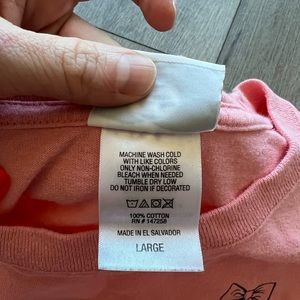 MACHINE WASH COLD
WITH LIKE COLORS
ONLY NON-CHLORINE
BLEACH WHEN NEEDED
TUMBLE DRY LOW
DO NOT IRON IF DECORATED
100% COTTON
RN # 147258
MADE IN EL SALVADOR
LARGE